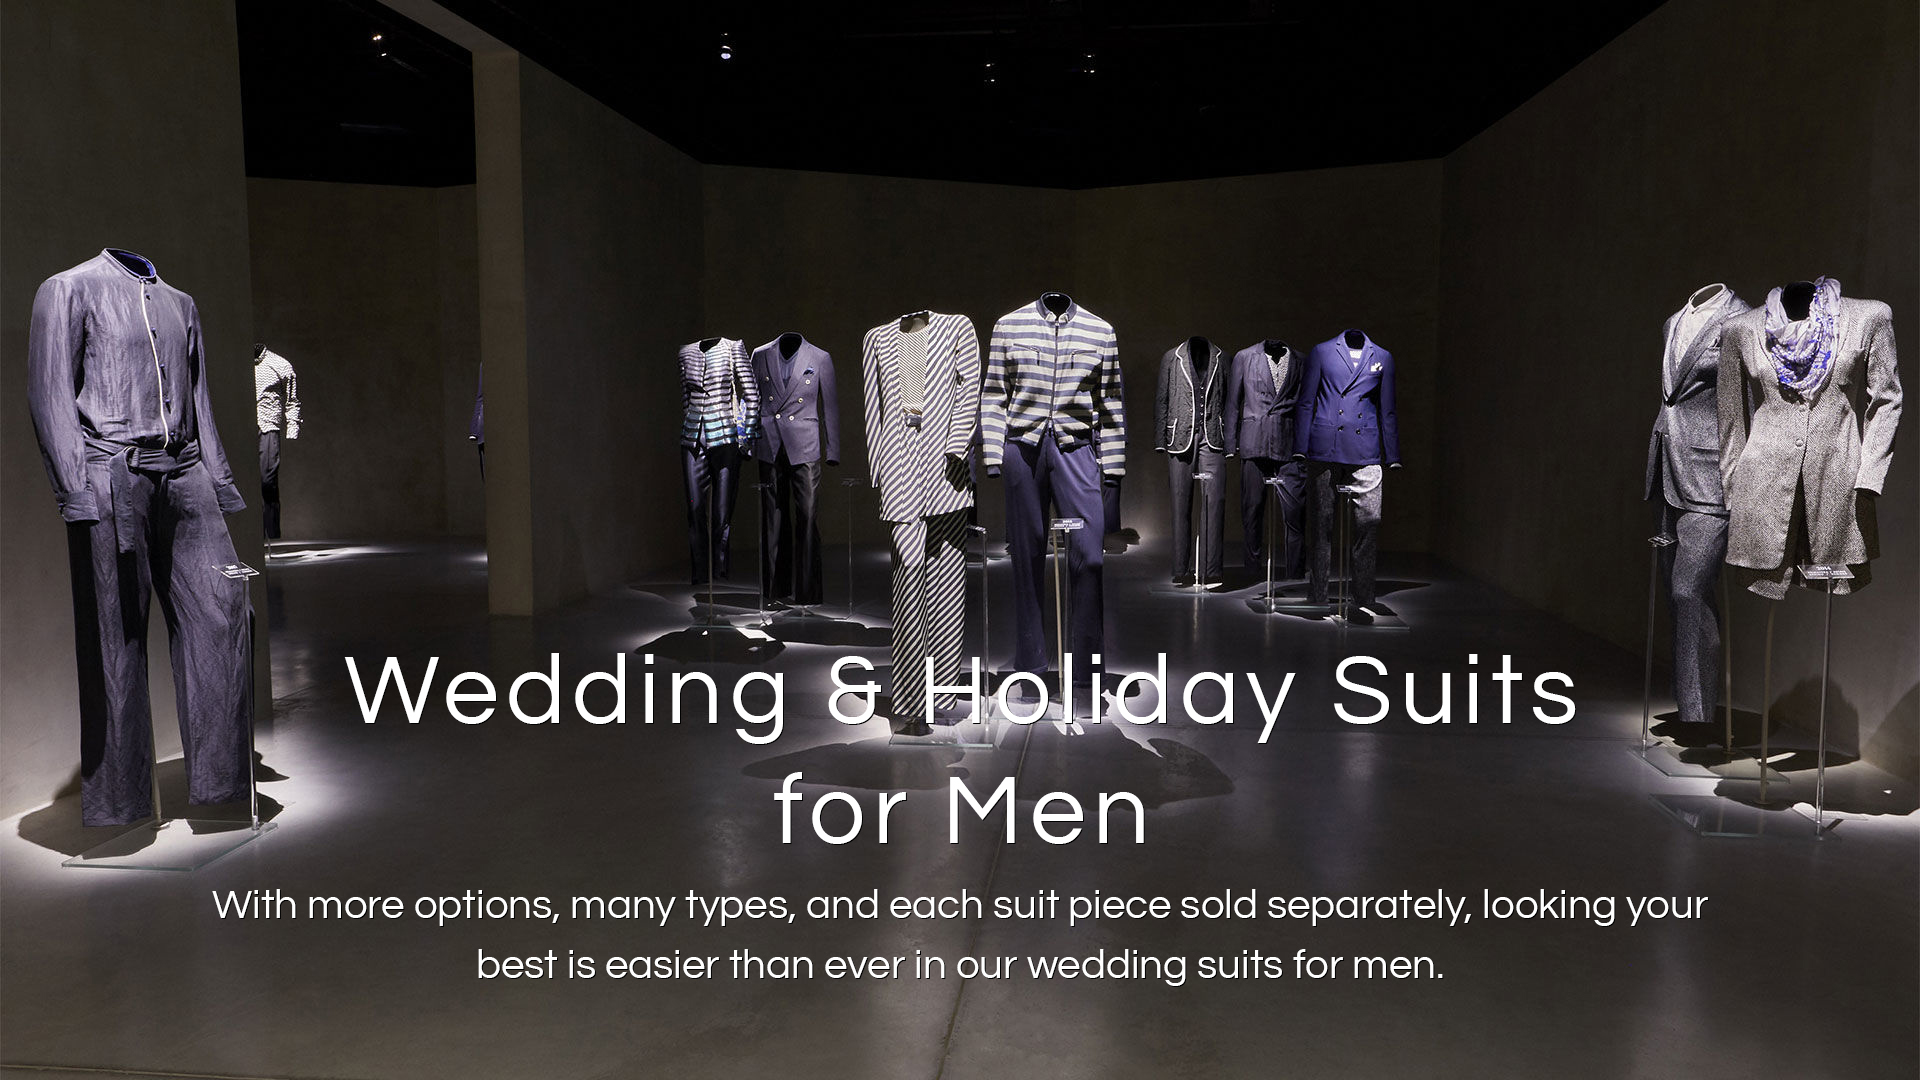 Wedding & Holiday Suits
for Men
With more options, many types, and each suit piece sold separately, looking your
best is easier than ever in our wedding suits for men.